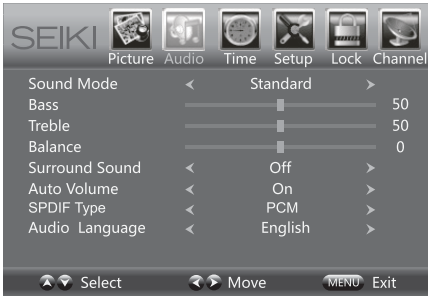 SEIKI
Picture Audio Time Setup Lock Channel
Sound Mode Standard
Bass 50
Treble 50
Balance 0
Surround Sound Off
Auto Volume On
SPDIF Type PCM
Audio Language English
Select Move MENU Exit